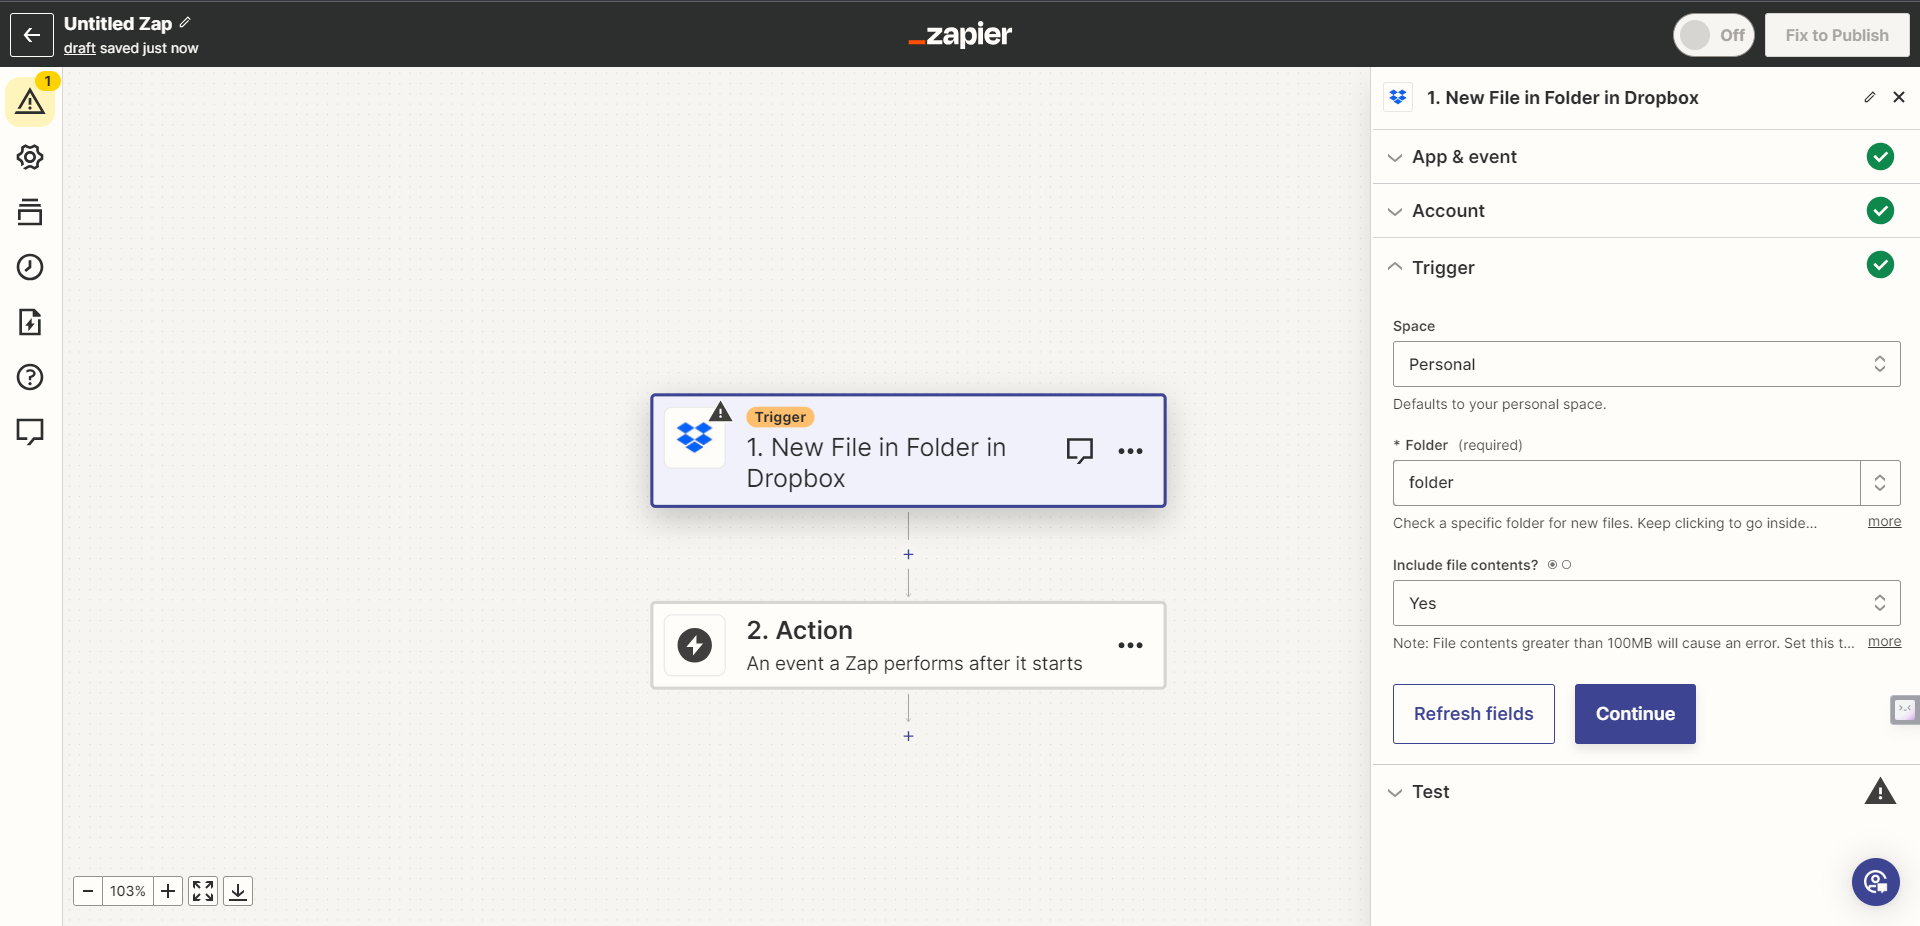 Untitled Zap
draft saved just now
_zapier
Off
Fix to Publish
1
1. New File in Folder in Dropbox
App & event
Account
Trigger
Space
Personal
Defaults to your personal space.
* Folder (required)
folder
Check a specific folder for new files. Keep clicking to go inside...
more
Include file contents?
Yes
Note: File contents greater than 100MB will cause an error. Set this t...
more
Refresh fields
Continue
Test
Trigger
1. New File in Folder in
Dropbox
2. Action
An event a Zap performs after it starts
103%